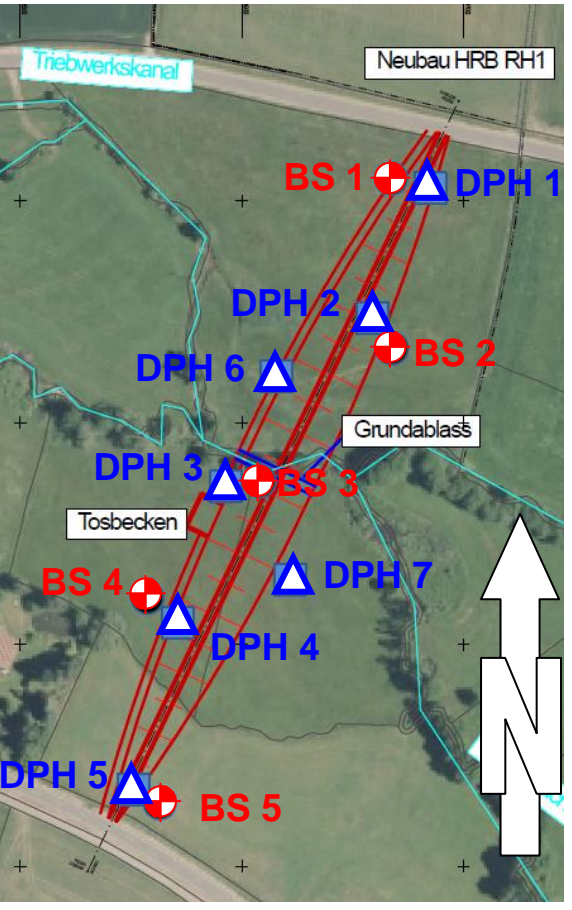 Triebwerkskanal
Neubau HRB RH1
BS 1
DPH 1
DPH 2
BS 2
DPH 6
Grundablass
DPH 3
BS 3
Tosbecken
DPH 7
BS 4
DPH 4
DPH 5
BS 5
N